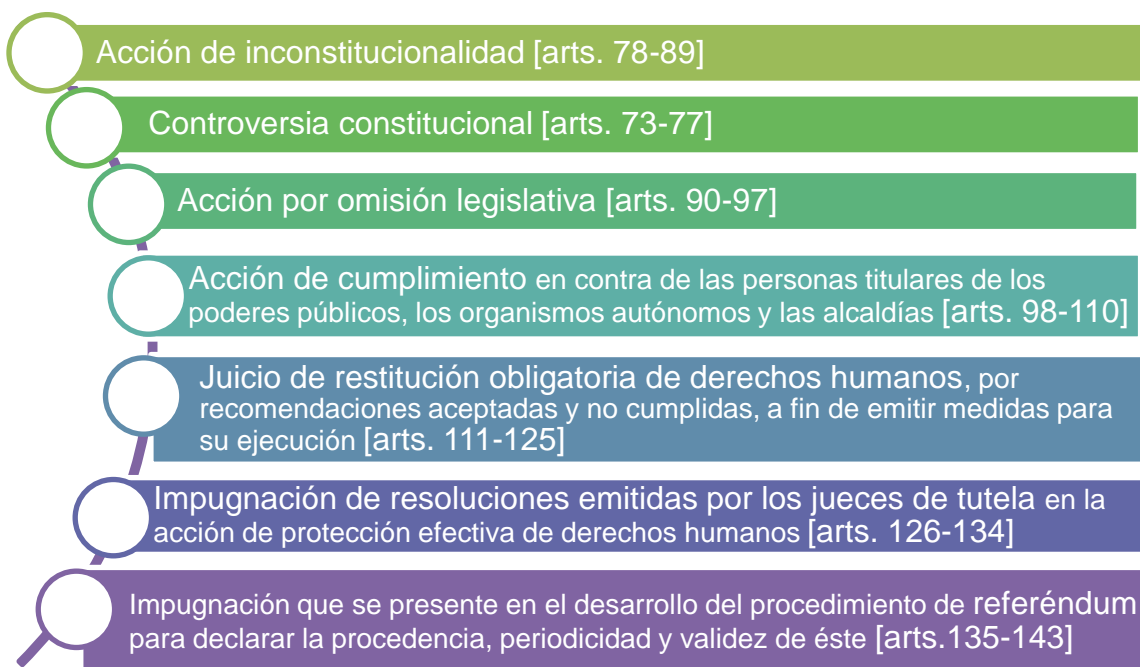 Acción de inconstitucionalidad [arts. 78-89]
Controversia constitucional [arts. 73-77]
Acción por omisión legislativa [arts. 90-97]
Acción de cumplimiento en contra de las personas titulares de los
poderes públicos, los organismos autónomos y las alcaldías [arts. 98-110]
Juicio de restitución obligatoria de derechos humanos, por
recomendaciones aceptadas y no cumplidas, a fin de emitir medidas para
su ejecución [arts. 111-125]
Impugnación de resoluciones emitidas por los jueces de tutela en la
acción de protección efectiva de derechos humanos [arts. 126-134]
Impugnación que se presente en el desarrollo del procedimiento de referéndum
para declarar la procedencia, periodicidad y validez de éste [arts.135-143]